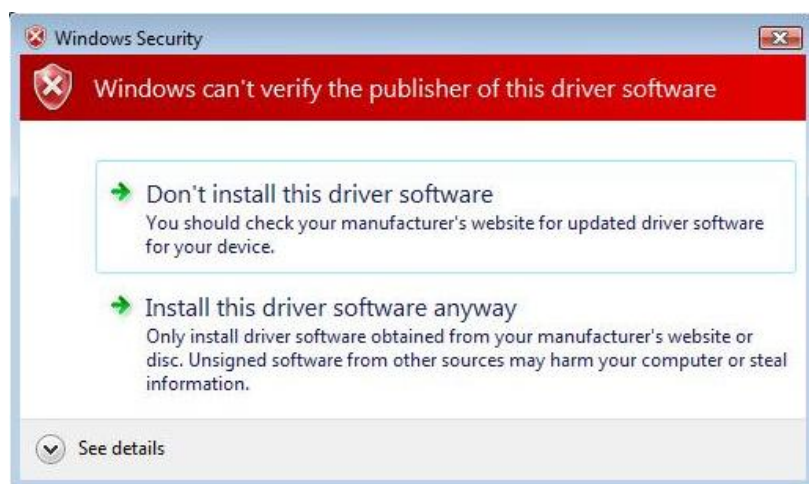 Windows Security
Windows can't verify the publisher of this driver software
Don't install this driver software
You should check your manufacturer's website for updated driver software
for your device.
Install this driver software anyway
Only install driver software obtained from your manufacturer's website or
disc. Unsigned software from other sources may harm your computer or steal
information.
See details